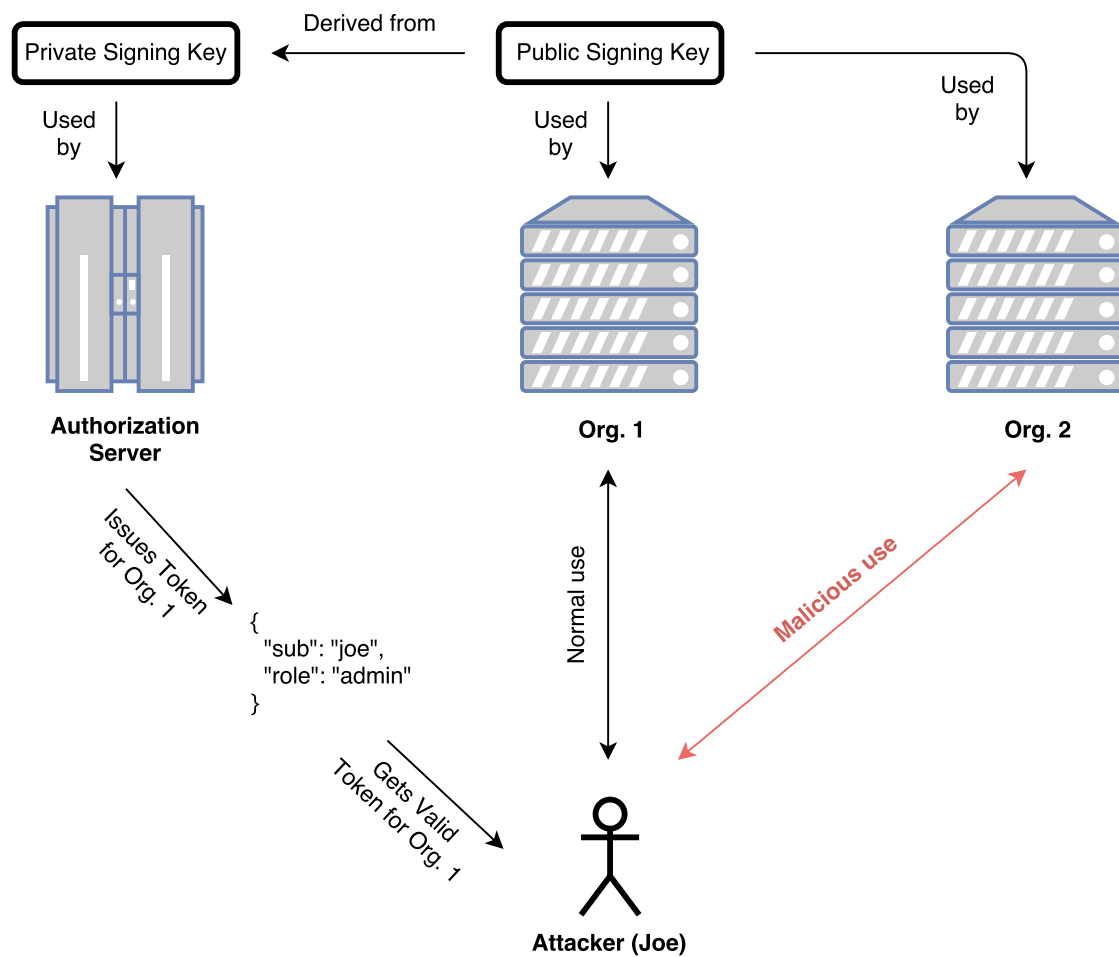 Derived from
Private Signing Key
Public Signing Key
Used
by
Used
by
Used
by
Authorization
Server
Org. 1
Org. 2
Issues Token
for Org. 1
{
"sub": "joe",
"role": "admin"
}
Normal use
Malicious use
Gets Valid
Token for Org. 1
Attacker (Joe)